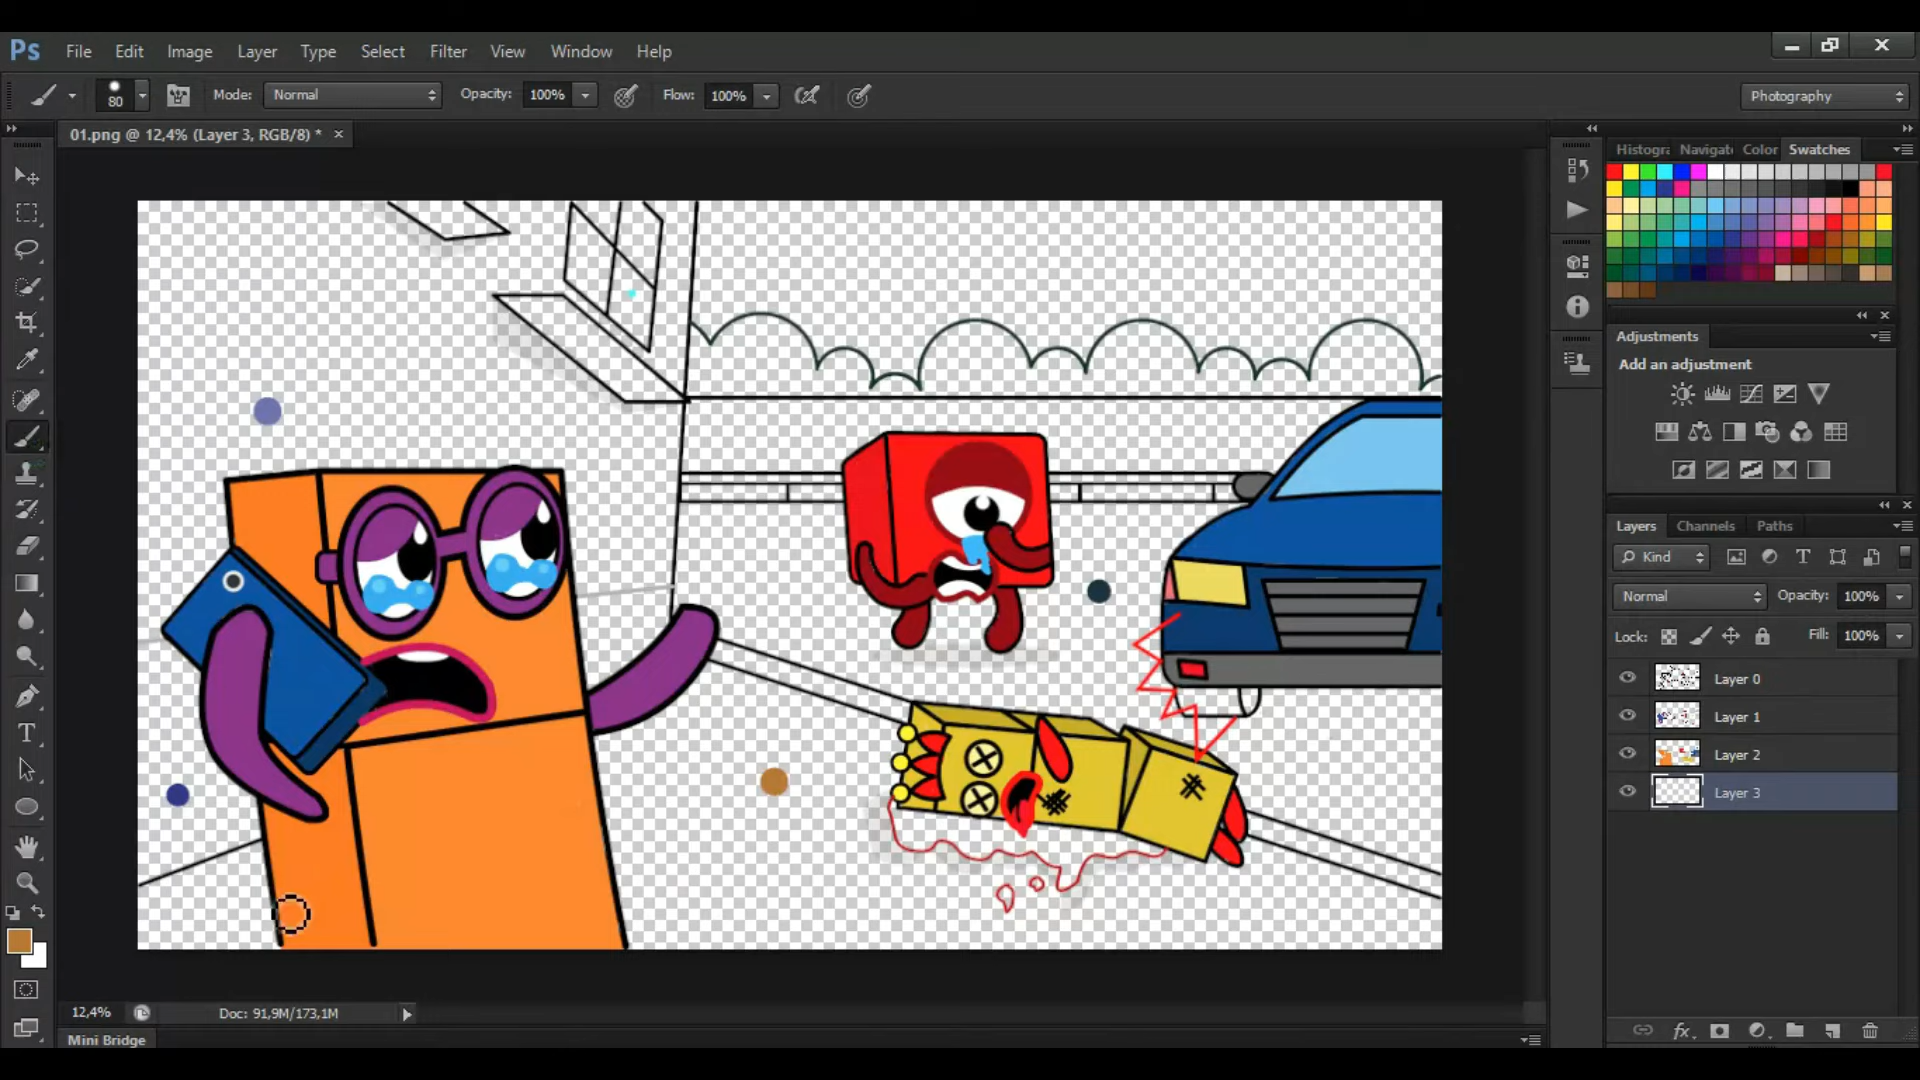 Ps File Edit Image Layer Type Select Filter View Window Help
80 Mode: Normal Opacity: 100% Flow: 100% Photography
01.png @ 12,4% (Layer 3, RGB/8) * ×
Histogra Navigat Color Swatches
Adjustments
Add an adjustment
Layers Channels Paths
Kind T
Normal Opacity: 100%
Lock: Fill: 100%
Layer 0
Layer 1
Layer 2
Layer 3
12,4% Doc: 91,9M/173,1M
fx
Mini Bridge